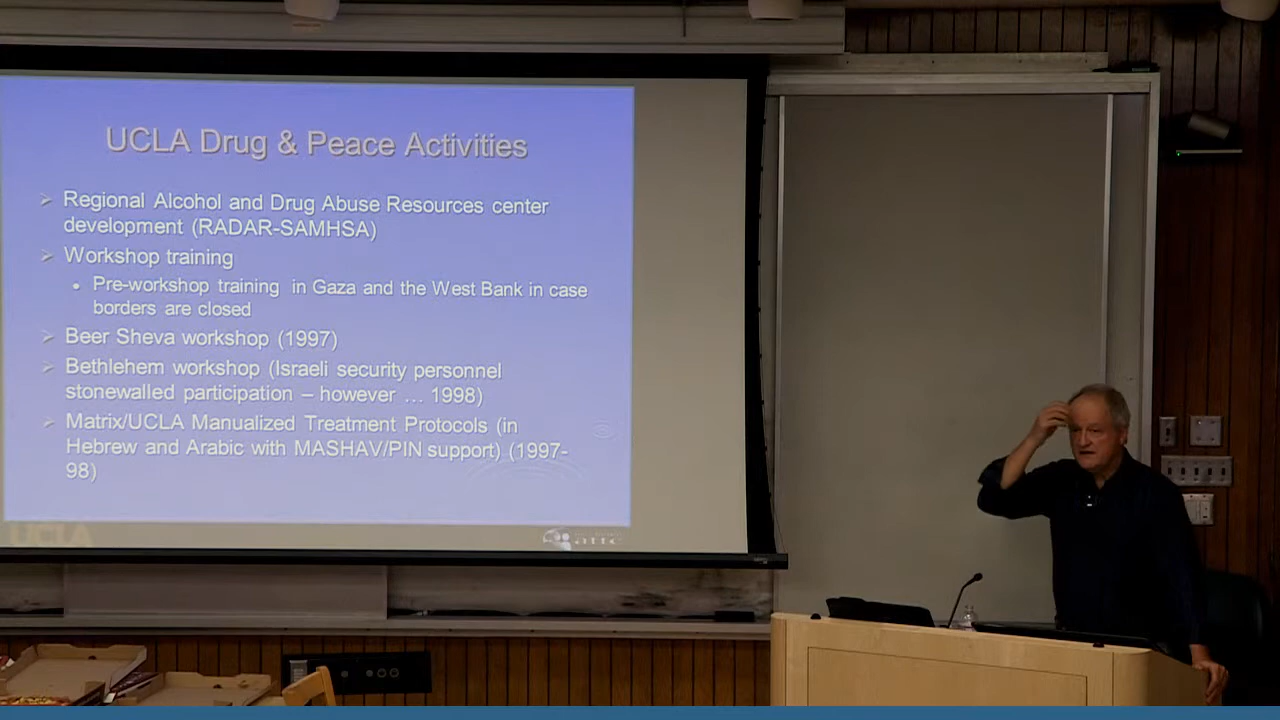 UCLA Drug & Peace Activities
Regional Alcohol and Drug Abuse Resources center
development (RADAR-SAMHSA)
Workshop training
Pre-workshop training in Gaza and the West Bank in case
borders are closed
Beer Sheva workshop (1997)
Bethlehem workshop (Israeli security personnel
stonewalled participation – however … 1998)
Matrix/UCLA Manualized Treatment Protocols (in
Hebrew and Arabic with MASHAV/PIN support) (1997-
98)
UCLA
attc